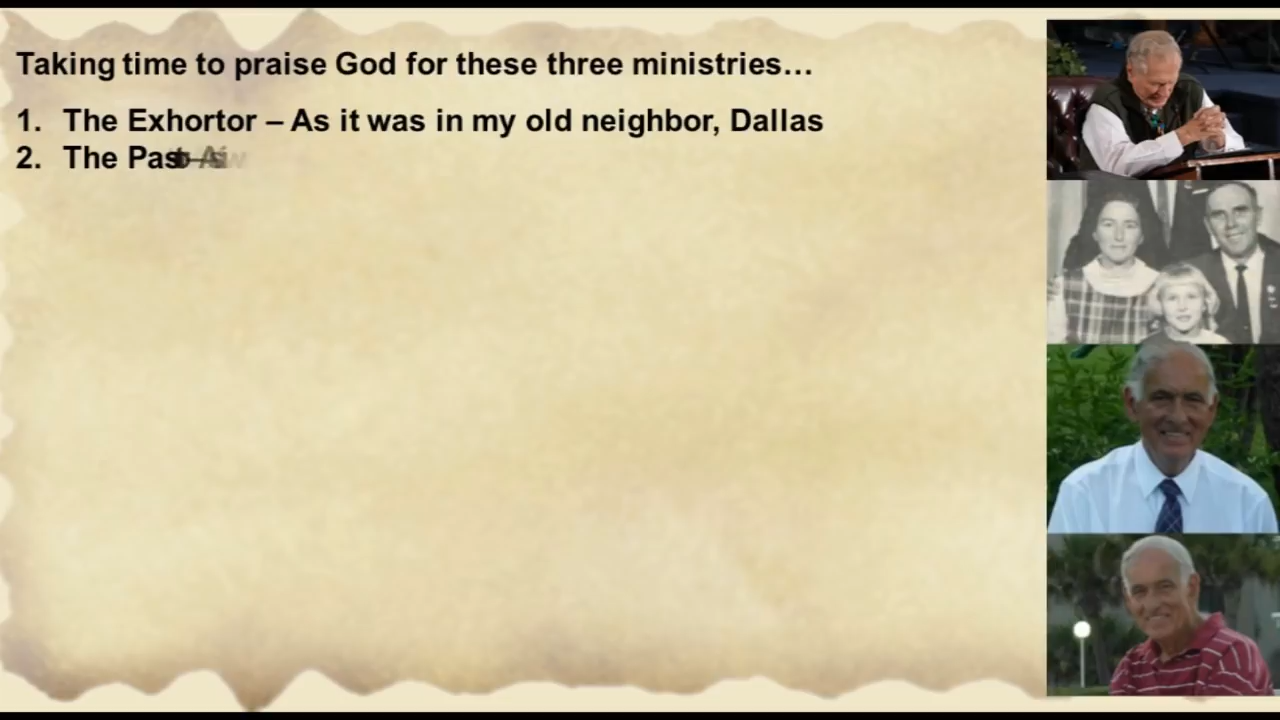 Taking time to praise God for these three ministries…
1. The Exhortor – As it was in my old neighbor, Dallas
2. The